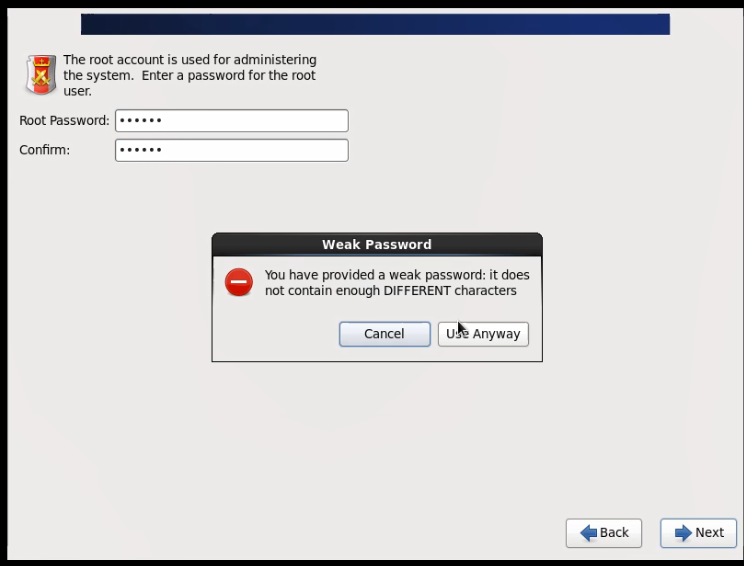 The root account is used for administering
the system.  Enter a password for the root
user.
Root Password: ••••••
Confirm: ••••••
Weak Password
You have provided a weak password: it does
not contain enough DIFFERENT characters
Cancel Use Anyway
Back Next